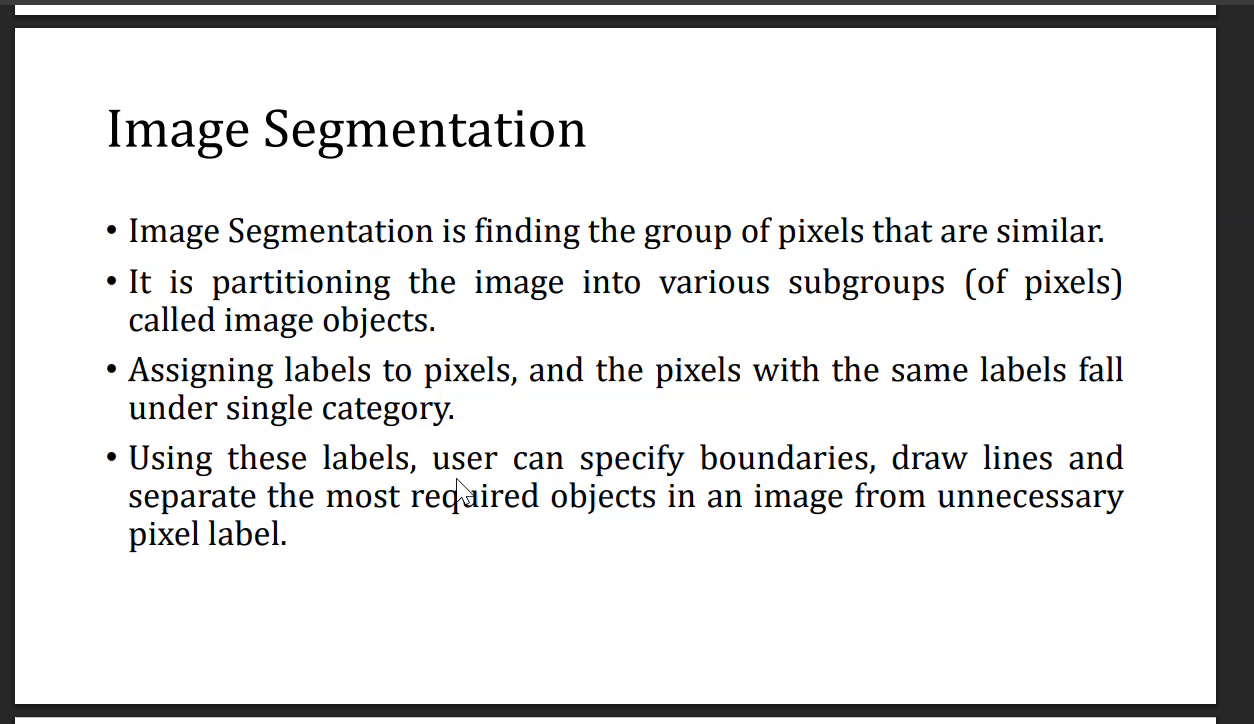 Image Segmentation
• Image Segmentation is finding the group of pixels that are similar.
• It is partitioning the image into various subgroups (of pixels)
called image objects.
• Assigning labels to pixels, and the pixels with the same labels fall
under single category.
• Using these labels, user can specify boundaries, draw lines and
separate the most required objects in an image from unnecessary
pixel label.